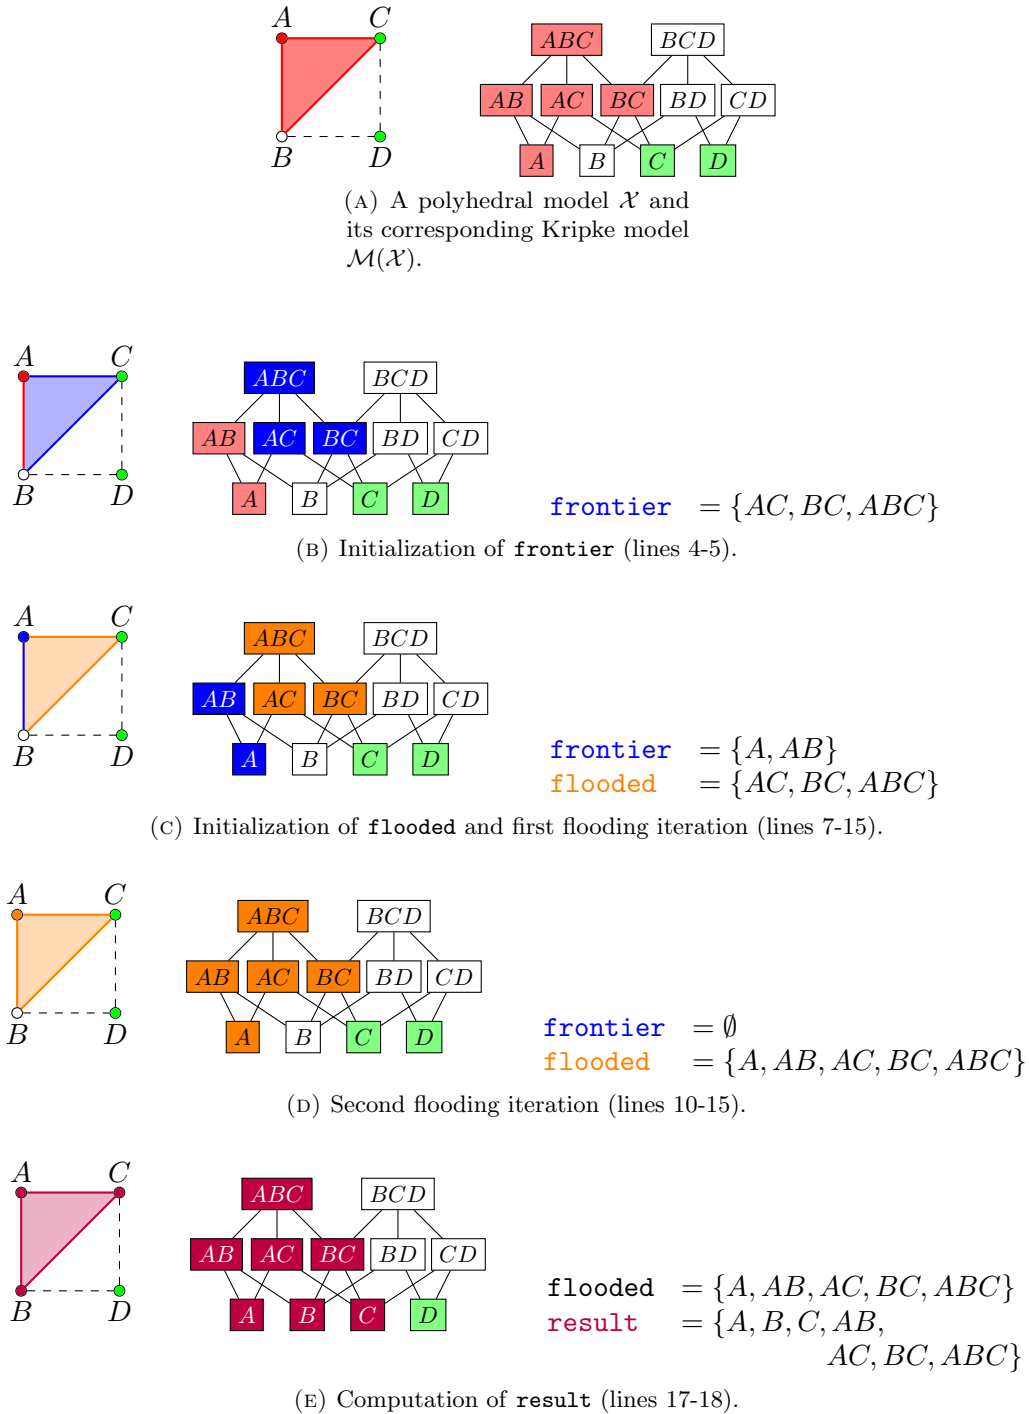 A C
B D
ABC BCD
AB AC BC BD CD
A B C D
(A) A polyhedral model 𝒳 and
its corresponding Kripke model
ℳ(𝒳).
A C
B D
ABC BCD
AB AC BC BD CD
A B C D
frontier = {AC, BC, ABC}
(B) Initialization of frontier (lines 4-5).
A C
B D
ABC BCD
AB AC BC BD CD
A B C D
frontier = {A, AB}
flooded = {AC, BC, ABC}
(C) Initialization of flooded and first flooding iteration (lines 7-15).
A C
B D
ABC BCD
AB AC BC BD CD
A B C D
frontier = ∅
flooded = {A, AB, AC, BC, ABC}
(D) Second flooding iteration (lines 10-15).
A C
B D
ABC BCD
AB AC BC BD CD
A B C D
flooded = {A, AB, AC, BC, ABC}
result = {A, B, C, AB,
AC, BC, ABC}
(E) Computation of result (lines 17-18).